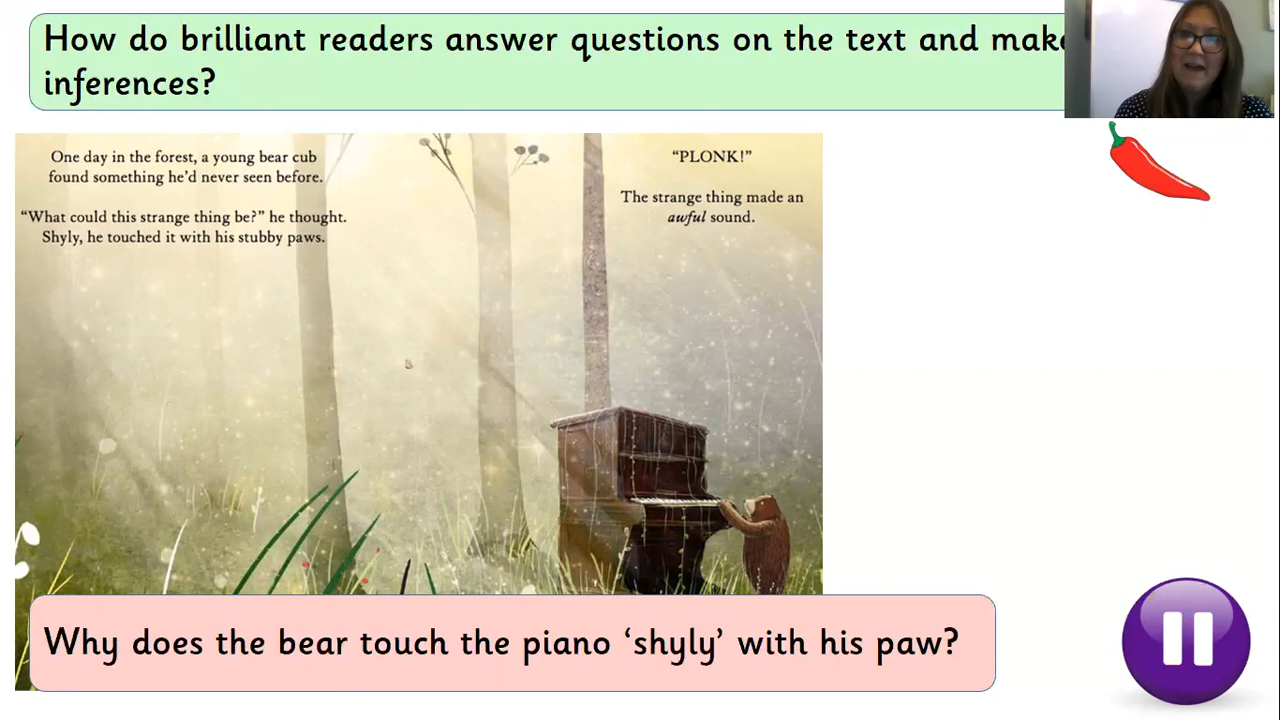 How do brilliant readers answer questions on the text and make
inferences?
One day in the forest, a young bear cub
found something he'd never seen before.
“What could this strange thing be?” he thought.
Shyly, he touched it with his stubby paws.
“PLONK!”
The strange thing made an
awful sound.
Why does the bear touch the piano ‘shyly’ with his paw?